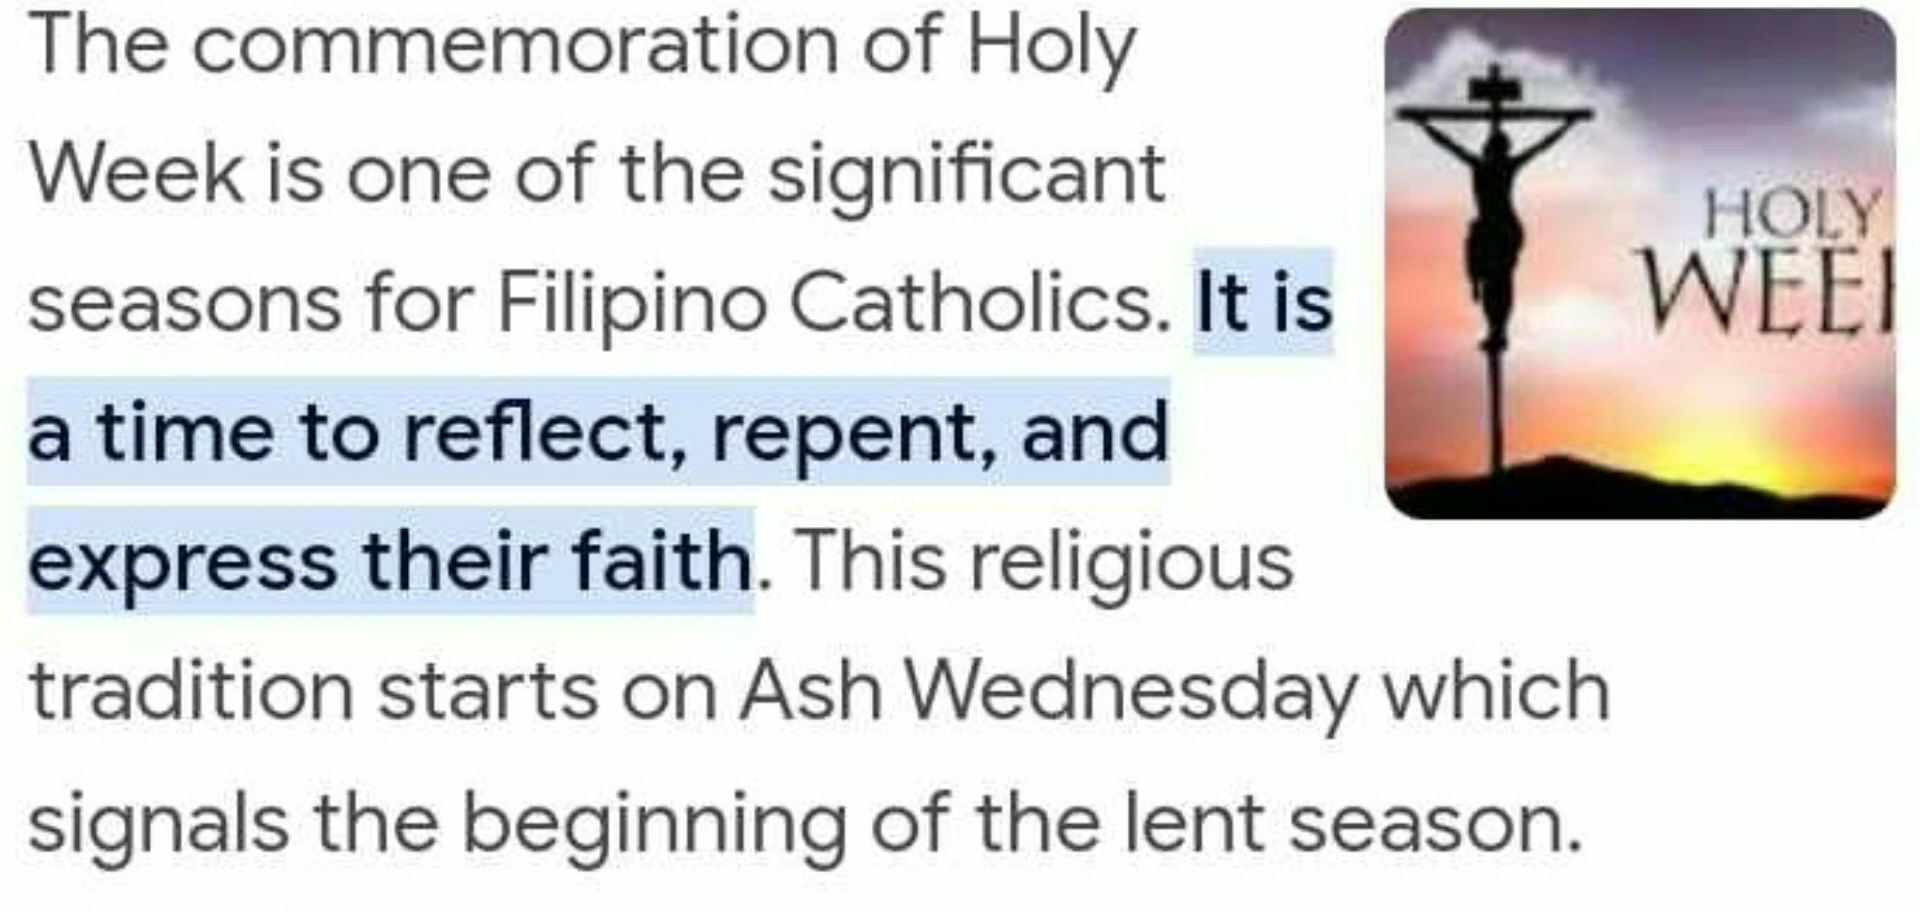 The commemoration of Holy
Week is one of the significant
seasons for Filipino Catholics. It is
a time to reflect, repent, and
express their faith. This religious
tradition starts on Ash Wednesday which
signals the beginning of the lent season.
HOLY
WEE